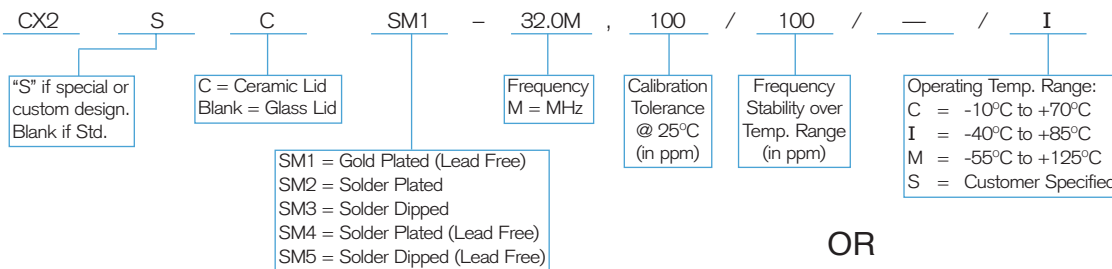 CX2 S C SM1 – 32.0M , 100 / 100 / — / I
“S” if special or
custom design.
Blank if Std.
C = Ceramic Lid
Blank = Glass Lid
SM1 = Gold Plated (Lead Free)
SM2 = Solder Plated
SM3 = Solder Dipped
SM4 = Solder Plated (Lead Free)
SM5 = Solder Dipped (Lead Free)
Frequency
M = MHz
Calibration
Tolerance
@ 25°C
(in ppm)
Frequency
Stability over
Temp. Range
(in ppm)
Operating Temp. Range:
C = -10°C to +70°C
I = -40°C to +85°C
M = -55°C to +125°C
S = Customer Specified
OR